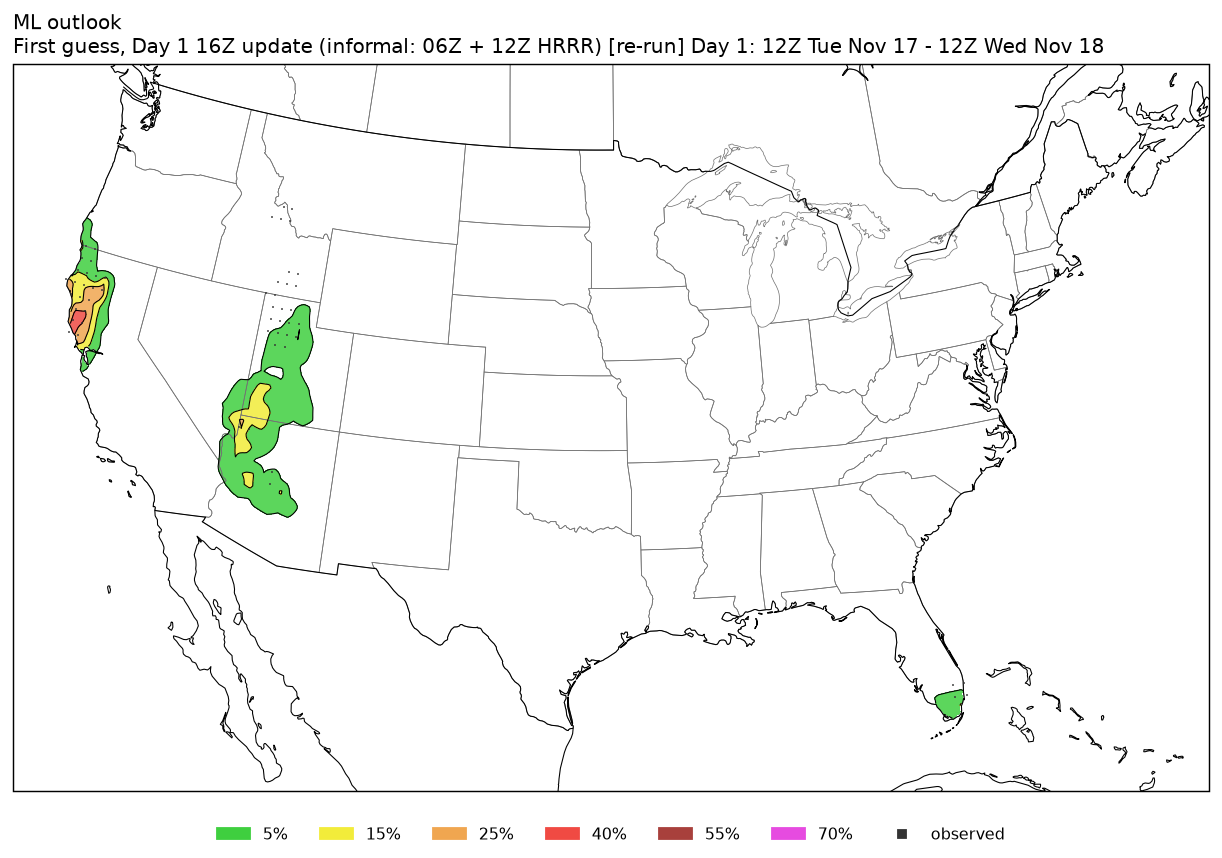 ML outlook
First guess, Day 1 16Z update (informal: 06Z + 12Z HRRR) [re-run] Day 1: 12Z Tue Nov 17 - 12Z Wed Nov 18
5% 15% 25% 40% 55% 70% observed